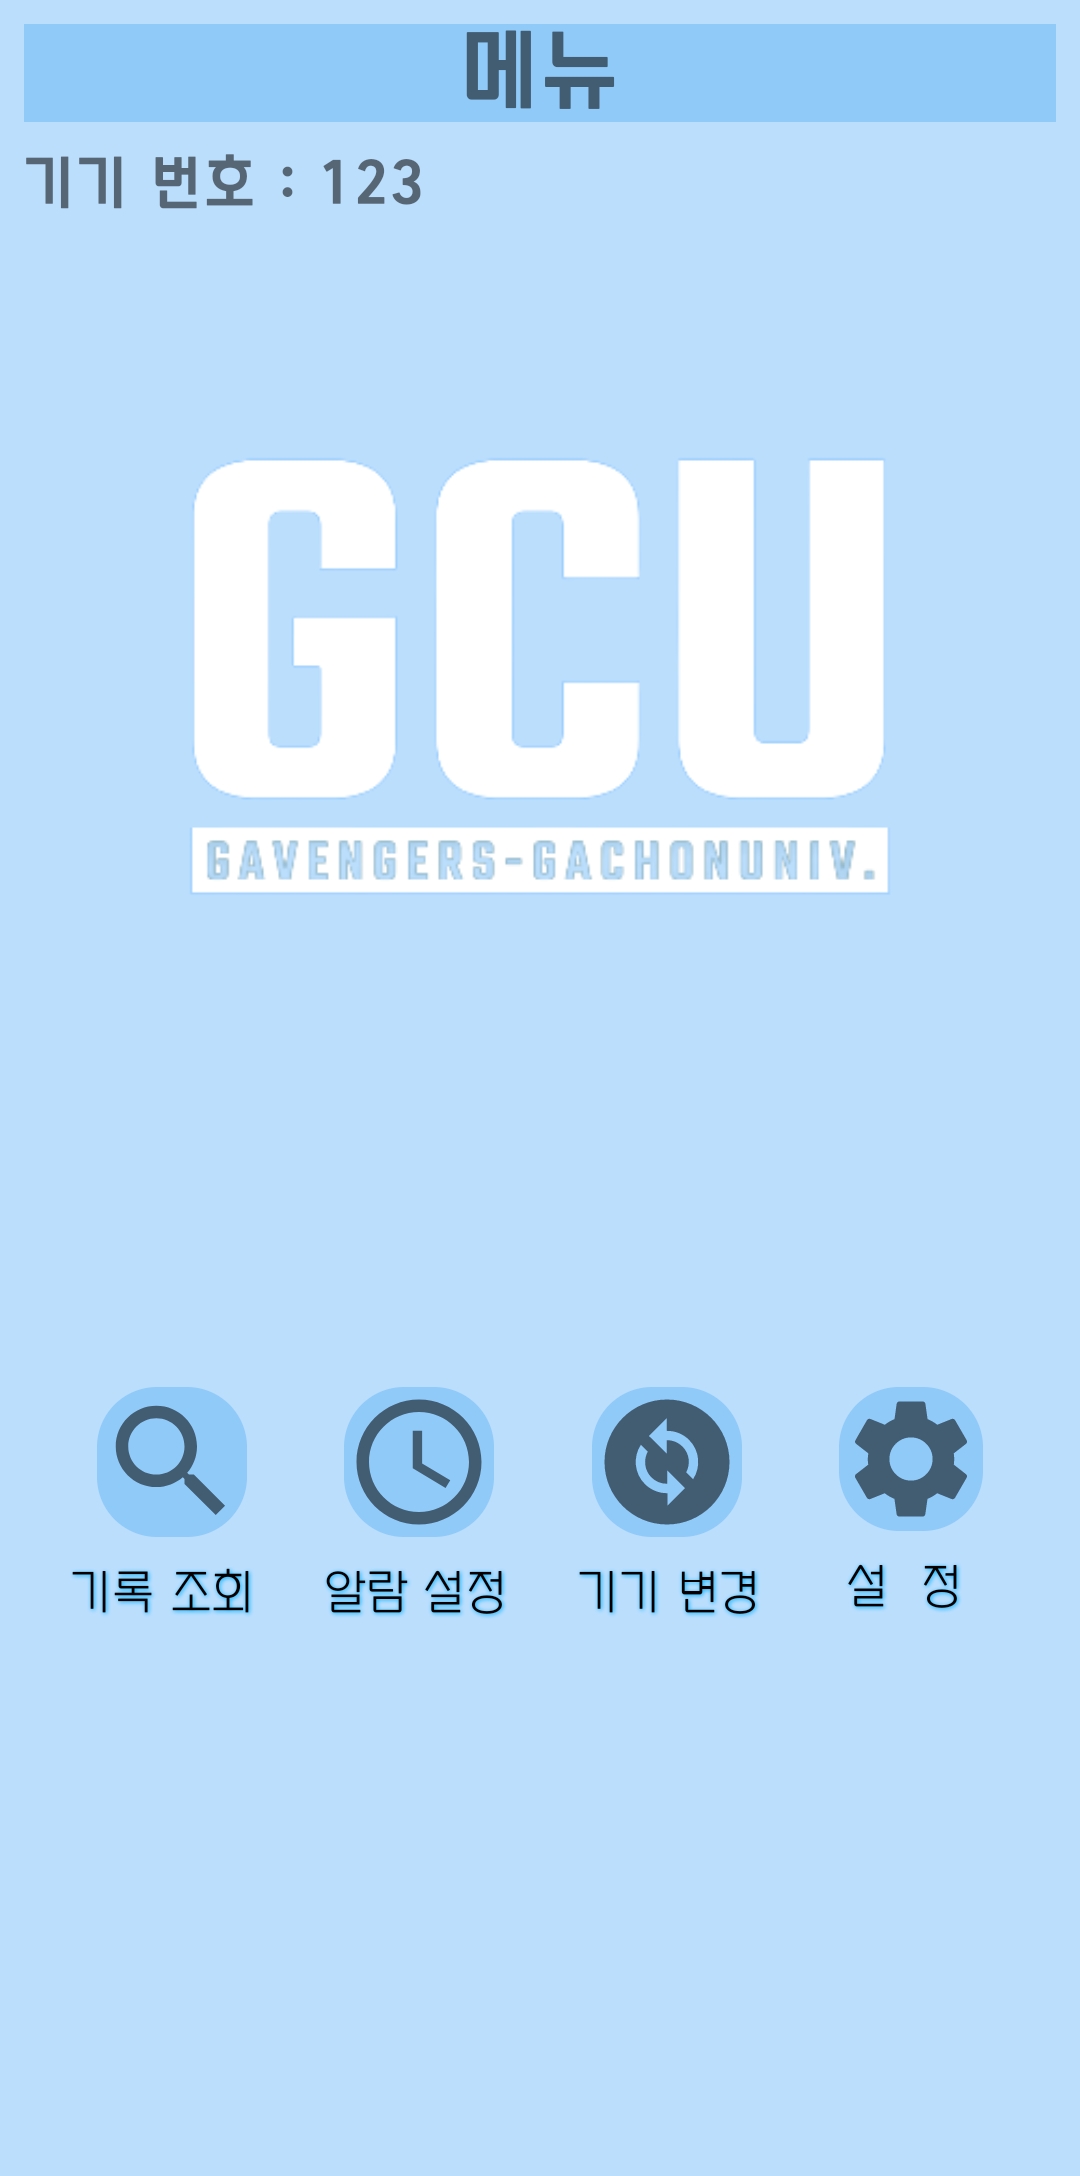 메뉴
기기 번호 : 123
GCU
GAVENGERS-GACHONUNIV.
기록 조회 알람 설정 기기 변경 설 정